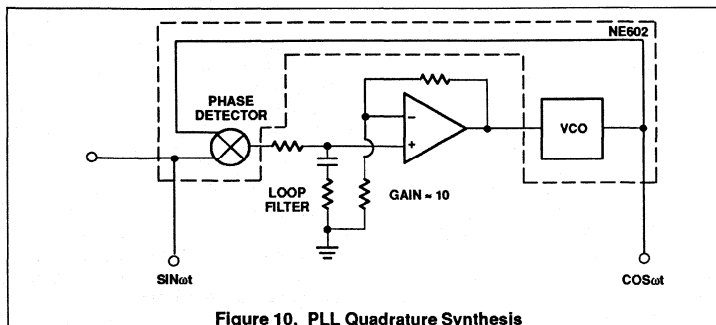 NE602
PHASE
DETECTOR
−
+
VCO
LOOP
FILTER
GAIN ≈ 10
SINωt
COSωt
Figure 10. PLL Quadrature Synthesis